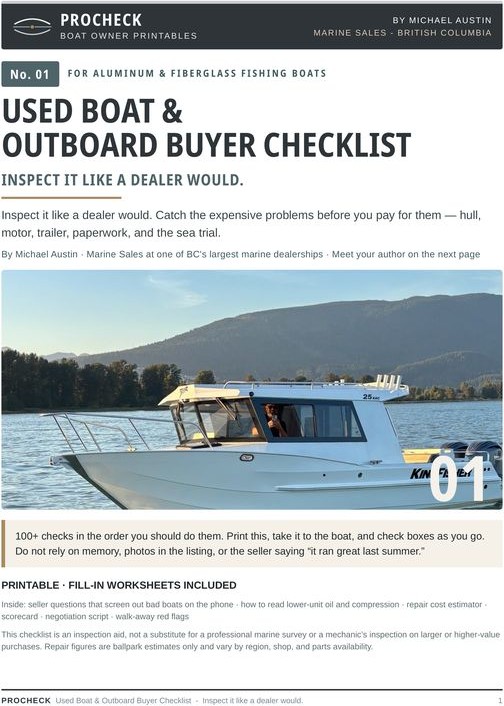 PROCHECK
BOAT OWNER PRINTABLES
BY MICHAEL AUSTIN
MARINE SALES · BRITISH COLUMBIA
No. 01 FOR ALUMINUM & FIBERGLASS FISHING BOATS
USED BOAT &
OUTBOARD BUYER CHECKLIST
INSPECT IT LIKE A DEALER WOULD.
Inspect it like a dealer would. Catch the expensive problems before you pay for them — hull,
motor, trailer, paperwork, and the sea trial.
By Michael Austin · Marine Sales at one of BC's largest marine dealerships · Meet your author on the next page
25
KINGFISHER
01
100+ checks in the order you should do them. Print this, take it to the boat, and check boxes as you go.
Do not rely on memory, photos in the listing, or the seller saying "it ran great last summer."
PRINTABLE · FILL-IN WORKSHEETS INCLUDED
Inside: seller questions that screen out bad boats on the phone · how to read lower-unit oil and compression · repair cost estimator ·
scorecard · negotiation script · walk-away red flags
This checklist is an inspection aid, not a substitute for a professional marine survey or a mechanic's inspection on larger or higher-value
purchases. Repair figures are ballpark estimates only and vary by region, shop, and parts availability.
PROCHECK Used Boat & Outboard Buyer Checklist · Inspect it like a dealer would. 1